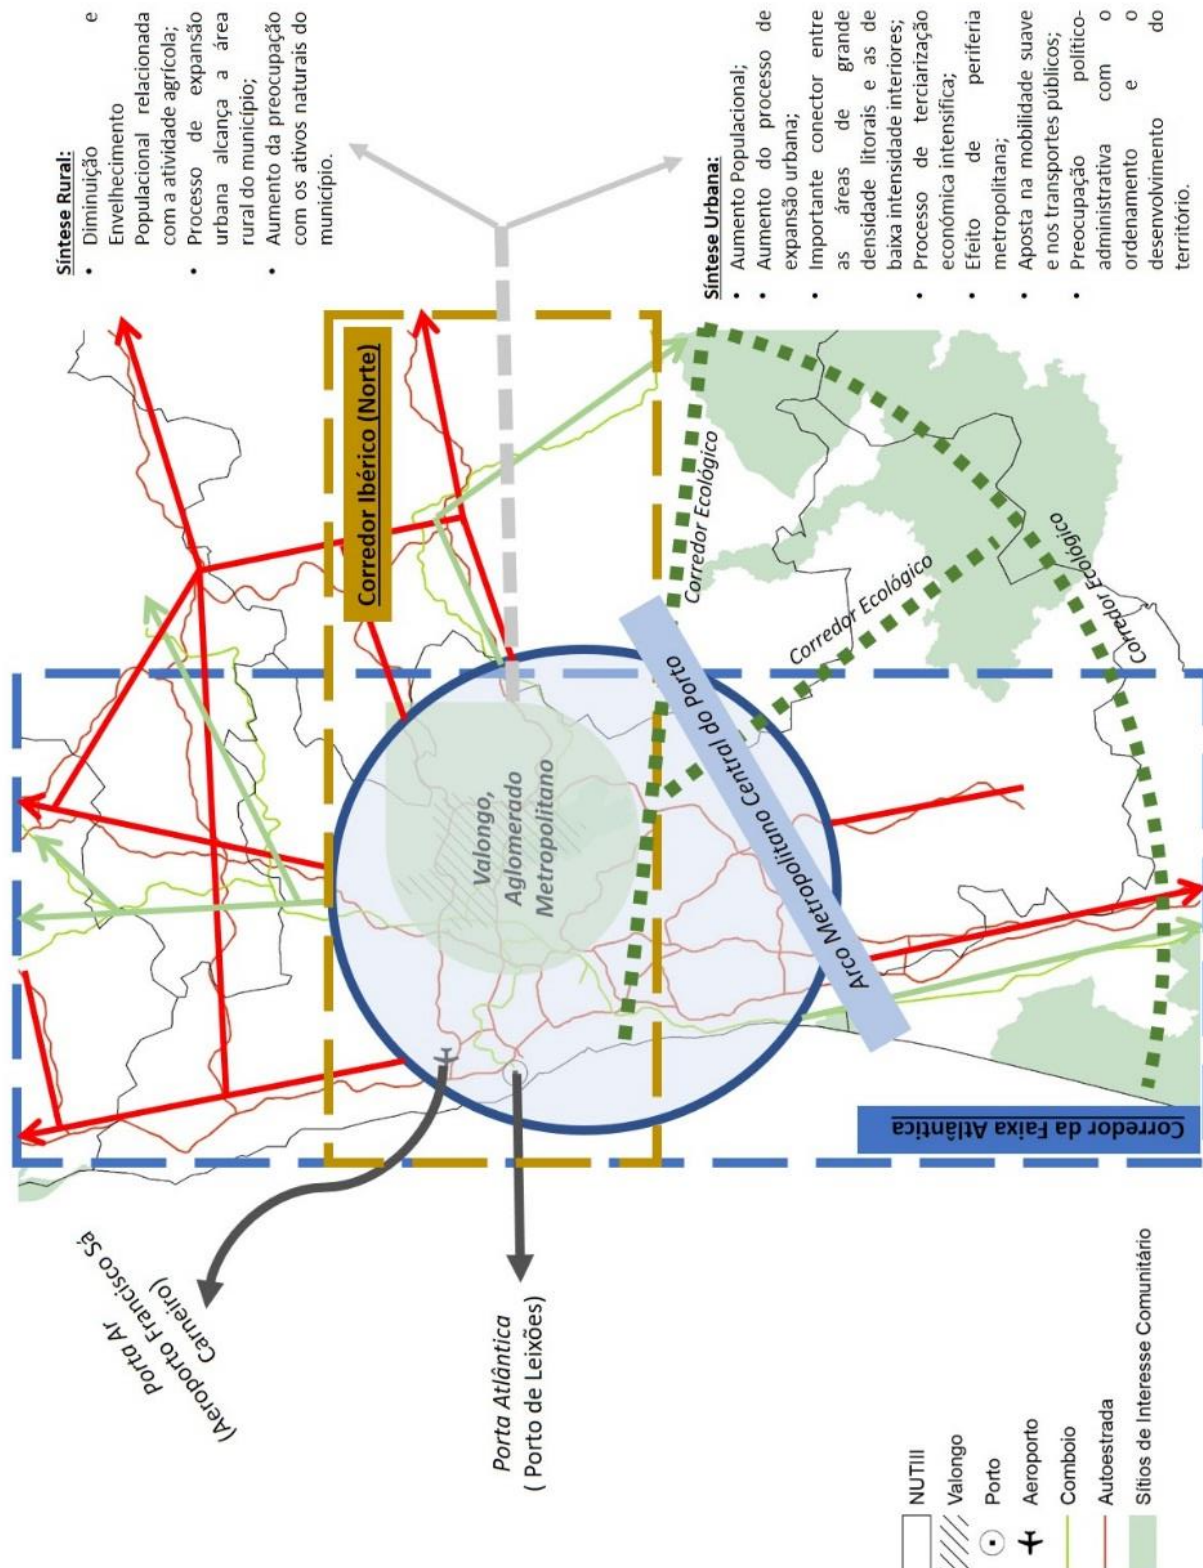 Síntese Rural:
• Diminuição e
Envelhecimento
Populacional relacionada
com a atividade agrícola;
• Processo de expansão
urbana alcança a área
rural do município;
• Aumento da preocupação
com os ativos naturais do
município.
Síntese Urbana:
• Aumento Populacional;
• Aumento do processo de
expansão urbana;
• Importante conector entre
as áreas de grande
densidade litorais e as de
baixa intensidade interiores;
• Processo de terciarização
económica intensifica;
• Efeito de periferia
metropolitana;
• Aposta na mobilidade suave
e nos transportes públicos;
• Preocupação político-
administrativa com o
ordenamento e o
desenvolvimento do
território.
Corredor Ibérico (Norte)
Corredor Ecológico
Corredor Ecológico
Corredor Ecológico
Valongo,
Aglomerado
Metropolitano
Arco Metropolitano Central do Porto
Corredor da Faixa Atlântica
Porta Ar
(Aeroporto Francisco Sá
Carneiro)
Porta Atlântica
( Porto de Leixões)
NUTIII
Valongo
Porto
Aeroporto
Comboio
Autoestrada
Sítios de Interesse Comunitário